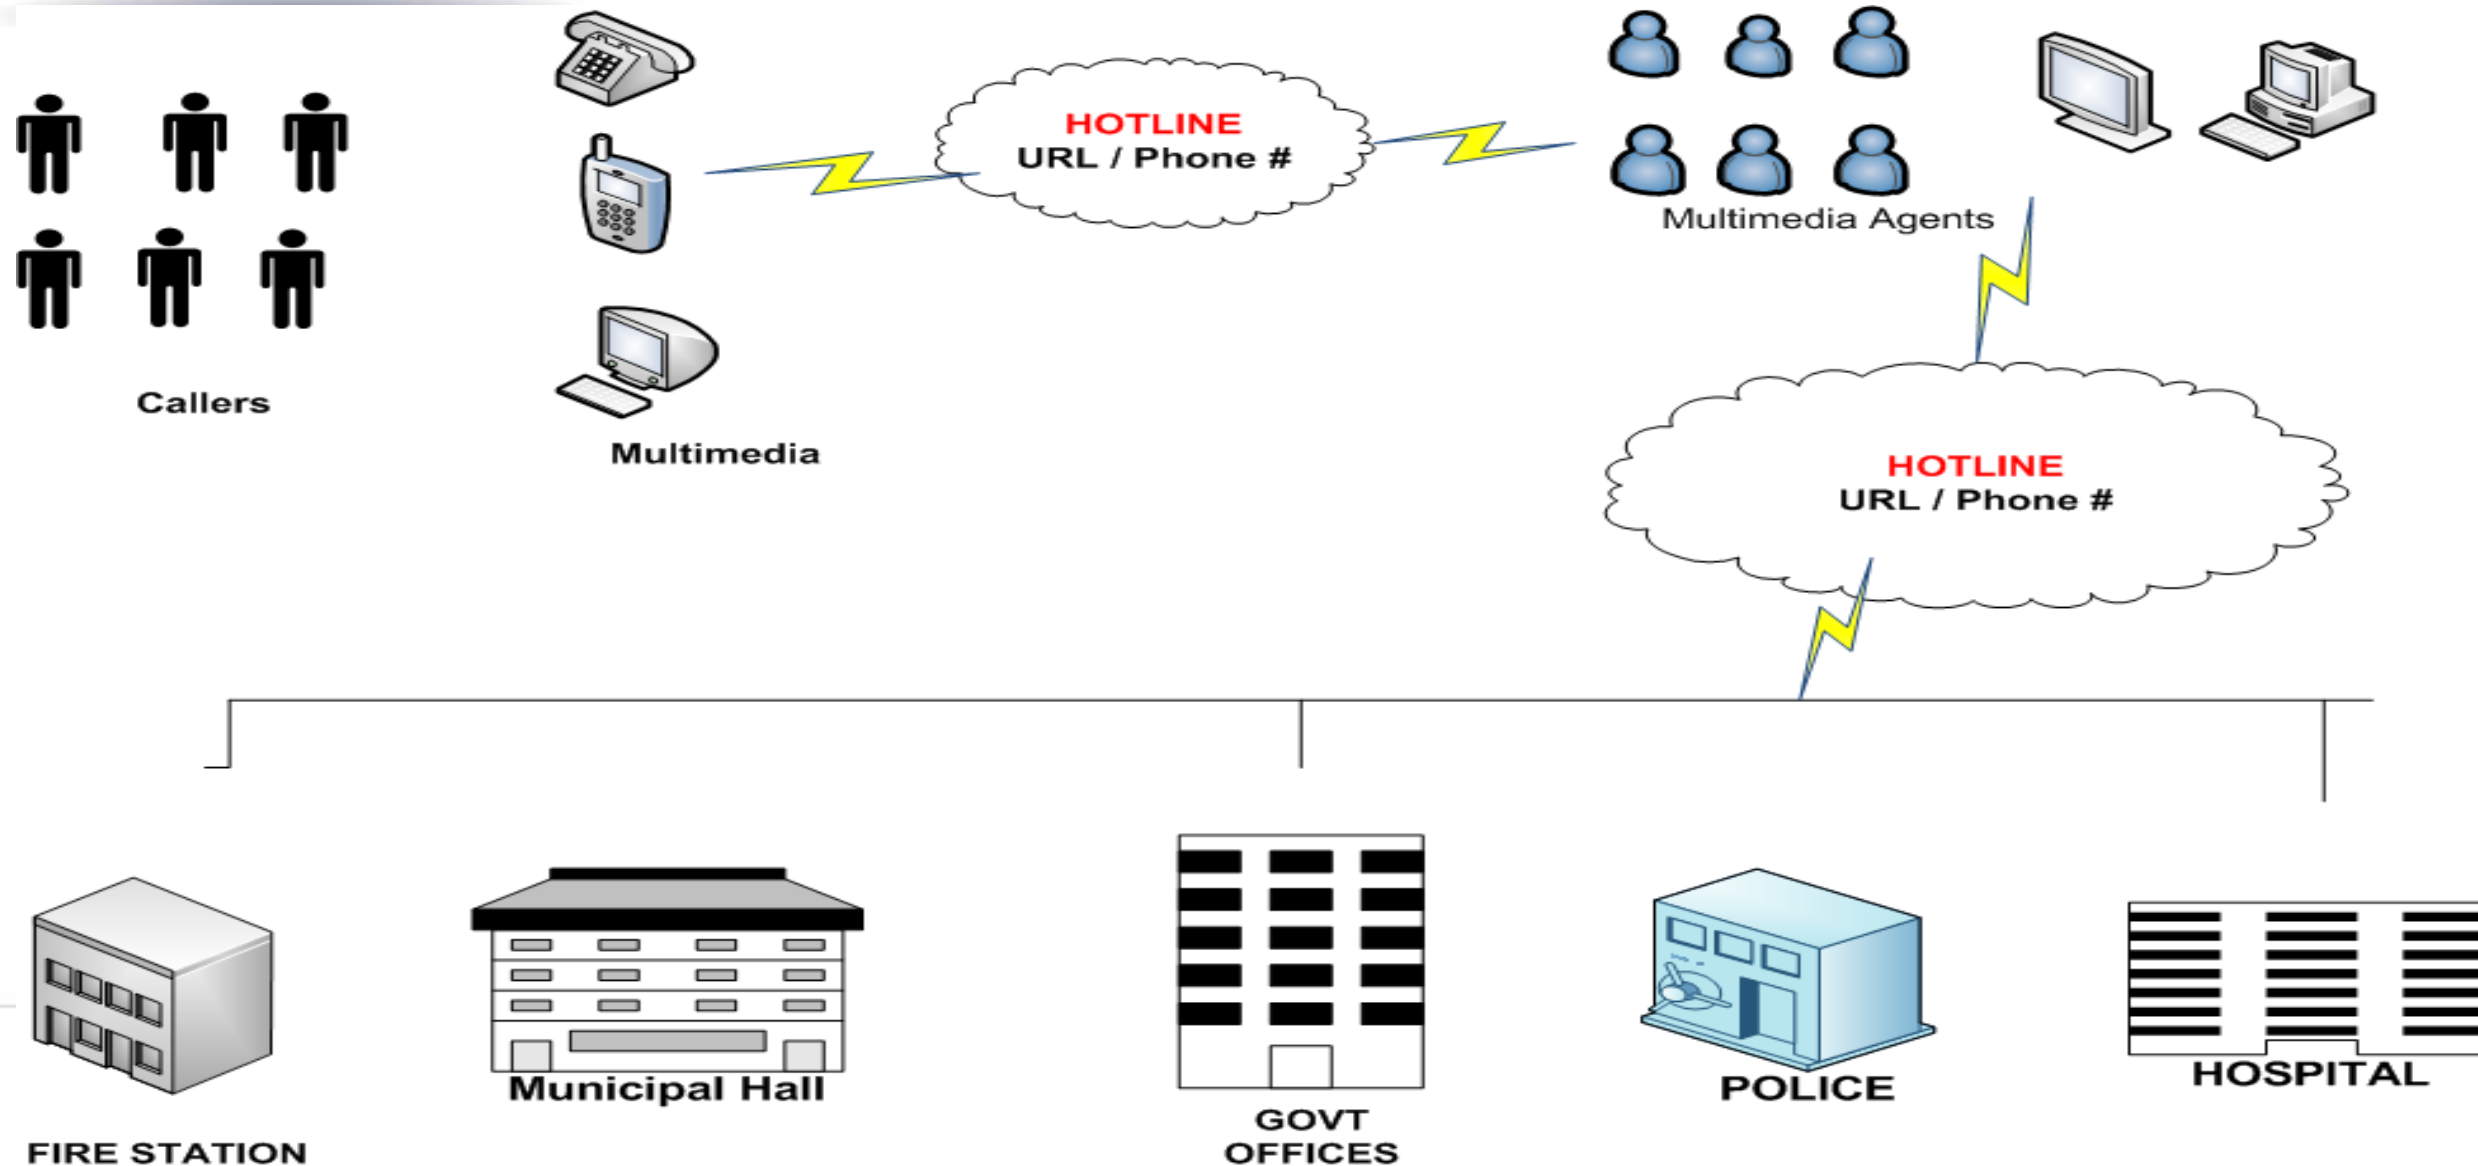 HOTLINE
URL / Phone #
Multimedia Agents
Callers
Multimedia
HOTLINE
URL / Phone #
FIRE STATION
Municipal Hall
GOVT
OFFICES
POLICE
HOSPITAL